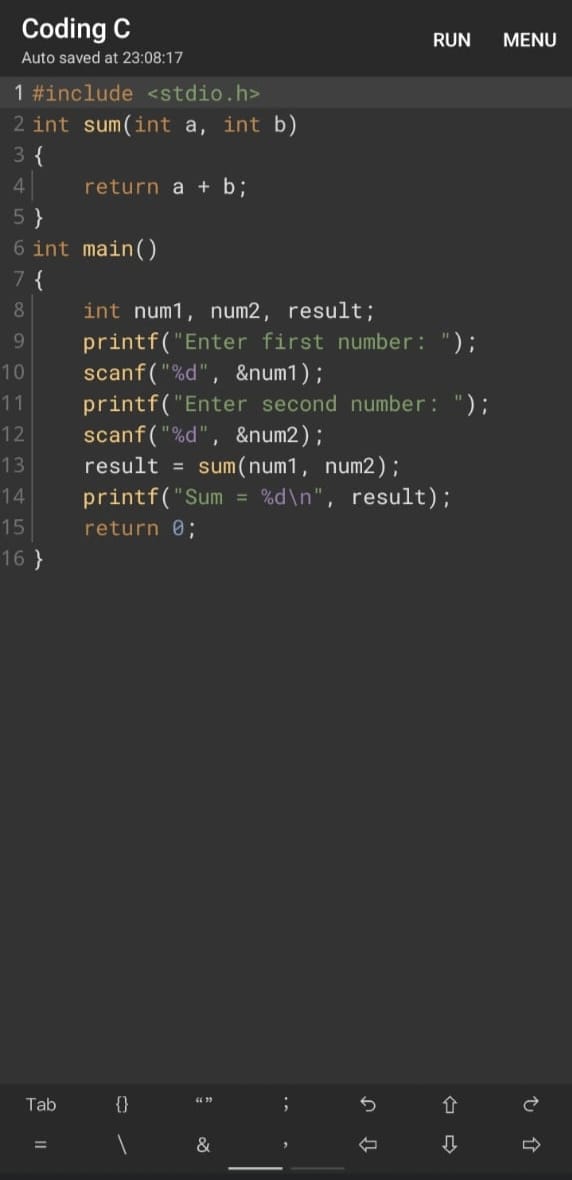 Coding C
RUN MENU
Auto saved at 23:08:17
1 #include <stdio.h>
2 int sum(int a, int b)
3 {
4     return a + b;
5 }
6 int main()
7 {
8     int num1, num2, result;
9     printf("Enter first number: ");
10     scanf("%d", &num1);
11     printf("Enter second number: ");
12     scanf("%d", &num2);
13     result = sum(num1, num2);
14     printf("Sum = %d\n", result);
15     return 0;
16 }
Tab {} “” ;
= \ & ,